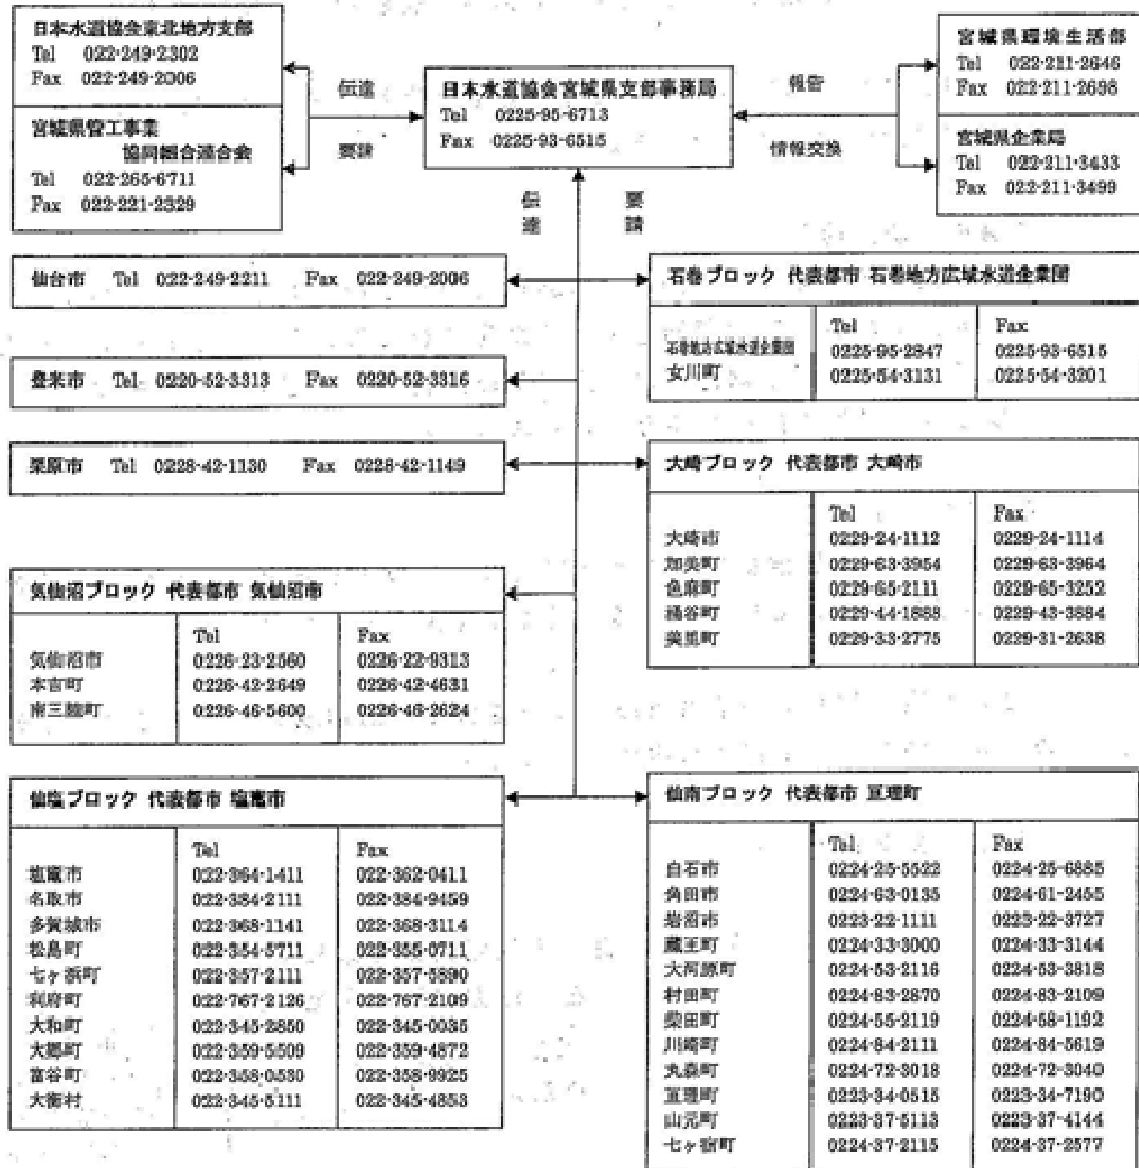 日本水道協会東北地方支部
Tel 022-249-2302
Fax 022-249-2006
宮城県管工事業
協同組合連合会
Tel 022-265-6711
Fax 022-221-2329
伝達
要請
日本水道協会宮城県支部事務局
Tel 0225-95-6713
Fax 0225-93-6515
報告
情報交換
宮城県環境生活部
Tel 022-211-2646
Fax 022-211-2698
宮城県企業局
Tel 022-211-3433
Fax 022-211-3499
伝達
要請
仙台市 Tel 022-249-2211 Fax 022-249-2006
登米市 Tel 0220-52-3313 Fax 0220-52-3316
栗原市 Tel 0228-42-1130 Fax 0228-42-1149
石巻ブロック 代表都市 石巻地方広域水道企業団
Tel Fax
石巻地方広域水道企業団 0225-95-2847 0225-93-6515
女川町 0225-54-3131 0225-54-3201
大崎ブロック 代表都市 大崎市
Tel Fax
大崎市 0229-24-1112 0229-24-1114
加美町 0229-63-3954 0229-63-3964
色麻町 0229-65-2111 0229-65-3252
涌谷町 0229-44-1888 0229-43-3684
美里町 0229-33-2775 0229-31-2638
気仙沼ブロック 代表都市 気仙沼市
Tel Fax
気仙沼市 0226-23-2560 0226-22-9313
本吉町 0226-42-2649 0226-42-4631
南三陸町 0226-46-5600 0226-46-2624
仙塩ブロック 代表都市 塩竈市
Tel Fax
塩竈市 022-364-1411 022-362-0411
名取市 022-384-2111 022-384-9459
多賀城市 022-368-1141 022-368-3114
松島町 022-354-5711 022-355-0711
七ヶ浜町 022-357-2111 022-357-5890
利府町 022-767-2126 022-767-2109
大和町 022-345-2850 022-345-0035
大郷町 022-359-5509 022-359-4872
富谷町 022-358-0530 022-358-9925
大衡村 022-345-5111 022-345-4853
仙南ブロック 代表都市 亘理町
Tel Fax
白石市 0224-25-5522 0224-25-6885
角田市 0224-63-0135 0224-61-2455
岩沼市 0223-22-1111 0223-22-3727
蔵王町 0224-33-3000 0224-33-3144
大河原町 0224-53-2116 0224-53-3818
村田町 0224-83-2870 0224-83-2109
柴田町 0224-55-2119 0224-58-1192
川崎町 0224-84-2111 0224-84-5619
丸森町 0224-72-3018 0224-72-3040
亘理町 0223-34-0515 0223-34-7190
山元町 0223-37-5113 0223-37-4144
七ヶ宿町 0224-37-2115 0224-37-2577